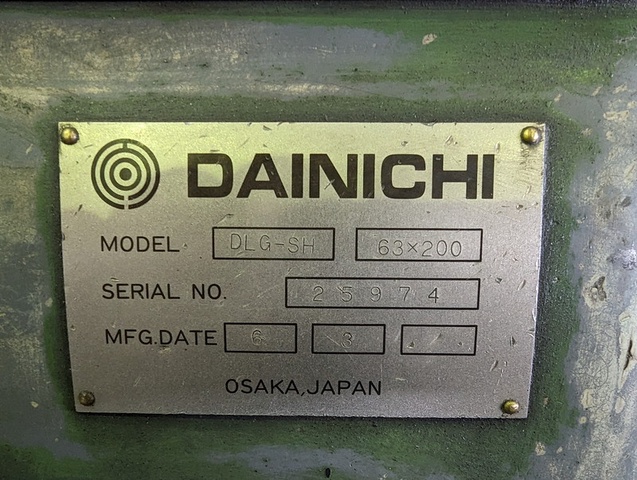 DAINICHI
MODEL DLG-SH 63×200
SERIAL NO. 25974
MFG.DATE 6 3
OSAKA,JAPAN